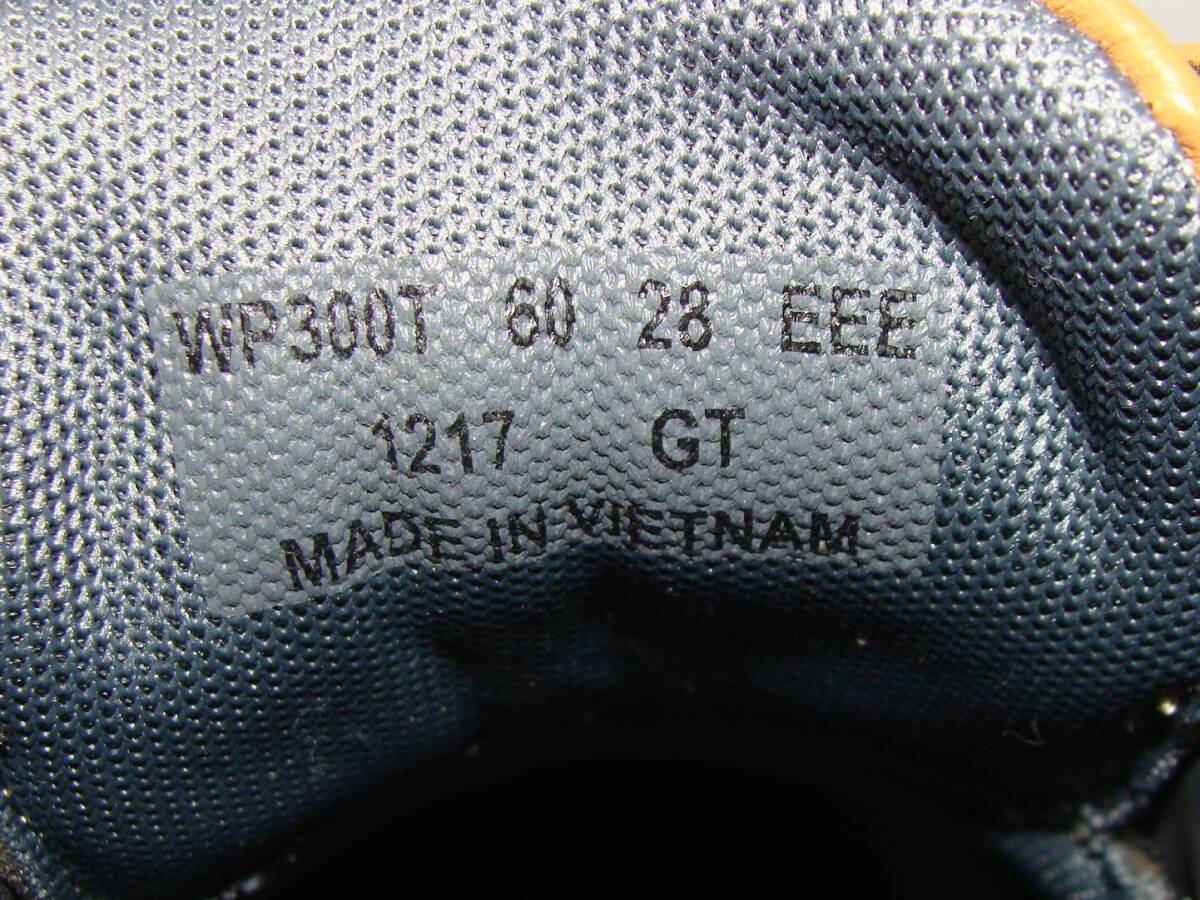 WP300T 60 28 EEE
1217 GT
MADE IN VIETNAM